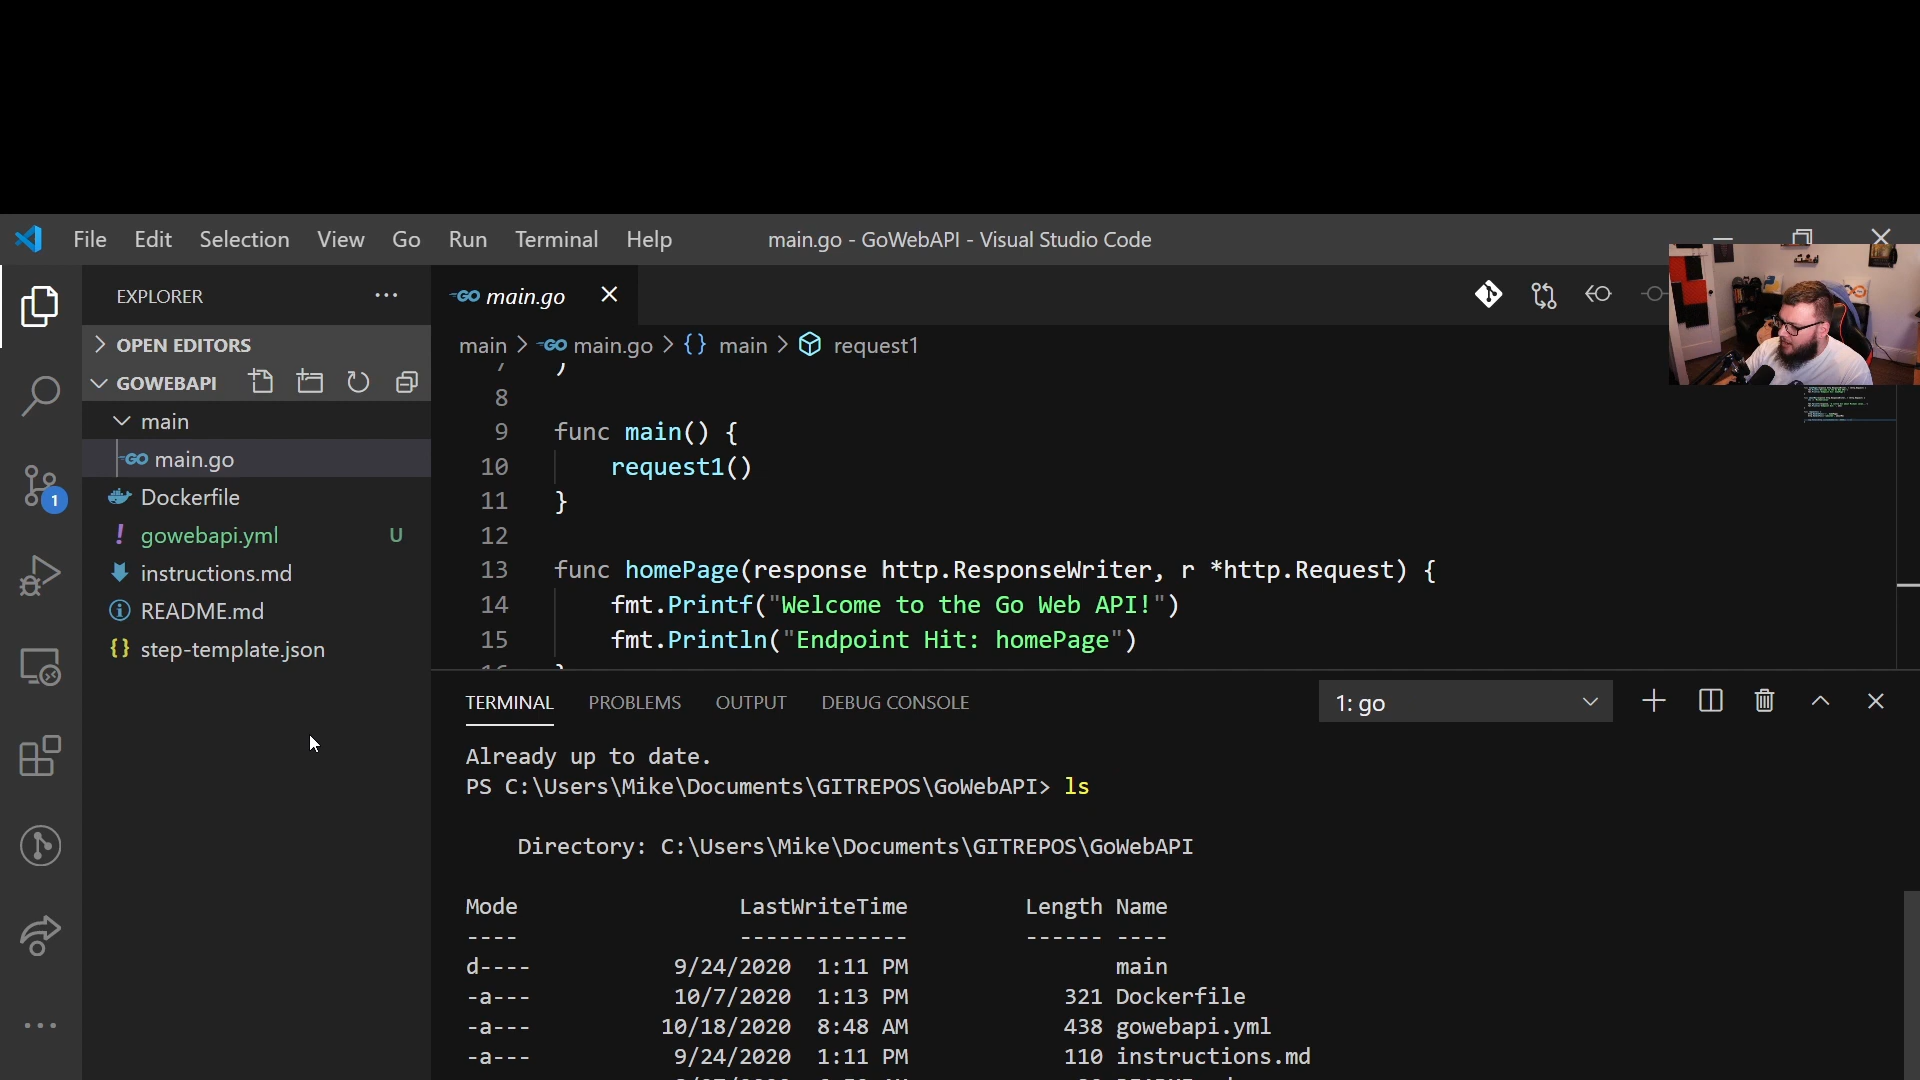 File Edit Selection View Go Run Terminal Help main.go - GoWebAPI - Visual Studio Code
EXPLORER
GO main.go
OPEN EDITORS
GOWEBAPI
main
GO main.go
Dockerfile
! gowebapi.yml U
instructions.md
README.md
{} step-template.json
1
main > GO main.go > {} main > request1
7 )
8
9 func main() {
10 request1()
11 }
12
13 func homePage(response http.ResponseWriter, r *http.Request) {
14 fmt.Printf("Welcome to the Go Web API!")
15 fmt.Println("Endpoint Hit: homePage")
TERMINAL PROBLEMS OUTPUT DEBUG CONSOLE 1: go
Already up to date.
PS C:\Users\Mike\Documents\GITREPOS\GoWebAPI> ls
Directory: C:\Users\Mike\Documents\GITREPOS\GoWebAPI
Mode LastWriteTime Length Name
---- ------------- ------ ----
d---- 9/24/2020 1:11 PM main
-a--- 10/7/2020 1:13 PM 321 Dockerfile
-a--- 10/18/2020 8:48 AM 438 gowebapi.yml
-a--- 9/24/2020 1:11 PM 110 instructions.md